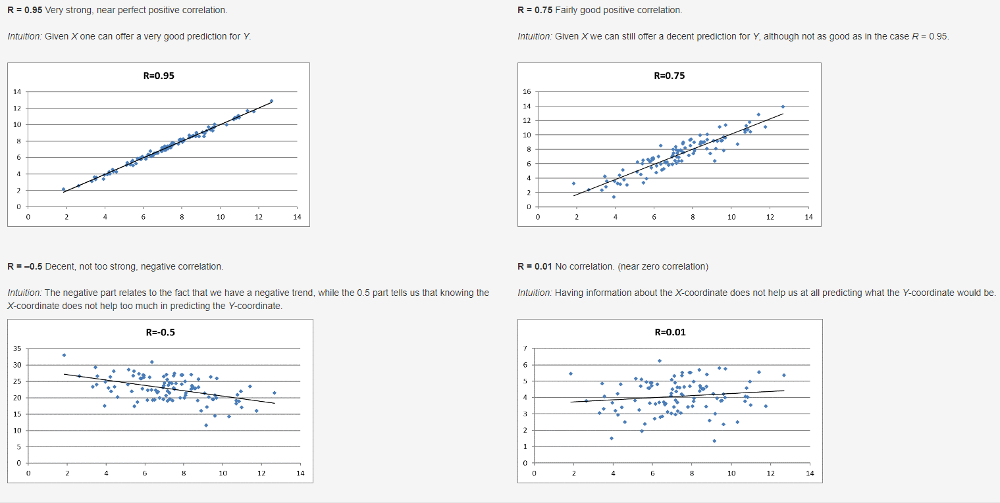 R = 0.95 Very strong, near perfect positive correlation.
Intuition: Given X one can offer a very good prediction for Y.
R=0.95
14
12
10
8
6
4
2
0
0 2 4 6 8 10 12 14
R = 0.75 Fairly good positive correlation.
Intuition: Given X we can still offer a decent prediction for Y, although not as good as in the case R = 0.95.
R=0.75
16
14
12
10
8
6
4
2
0
0 2 4 6 8 10 12 14
R = –0.5 Decent, not too strong, negative correlation.
Intuition: The negative part relates to the fact that we have a negative trend, while the 0.5 part tells us that knowing the
X-coordinate does not help too much in predicting the Y-coordinate.
R=-0.5
35
30
25
20
15
10
5
0
0 2 4 6 8 10 12 14
R = 0.01 No correlation. (near zero correlation)
Intuition: Having information about the X-coordinate does not help us at all predicting what the Y-coordinate would be.
R=0.01
7
6
5
4
3
2
1
0
0 2 4 6 8 10 12 14